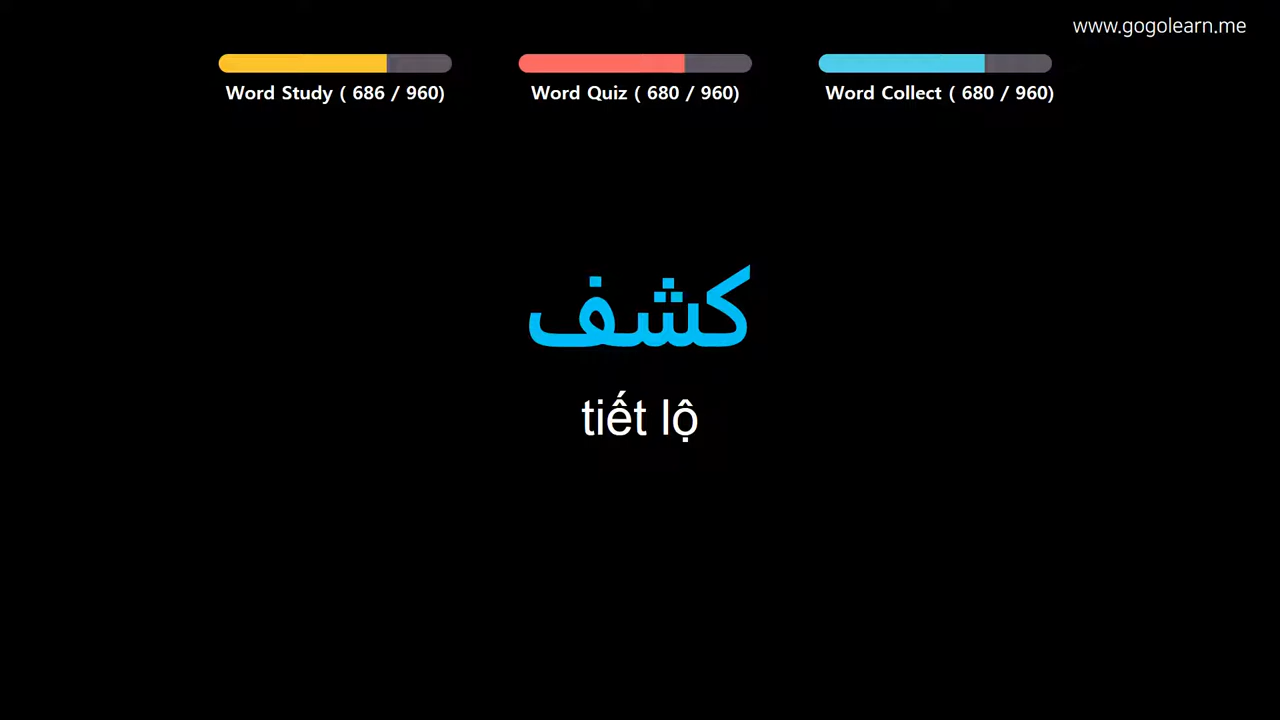 www.gogolearn.me
Word Study ( 686 / 960)
Word Quiz ( 680 / 960)
Word Collect ( 680 / 960)
كشف
tiết lộ